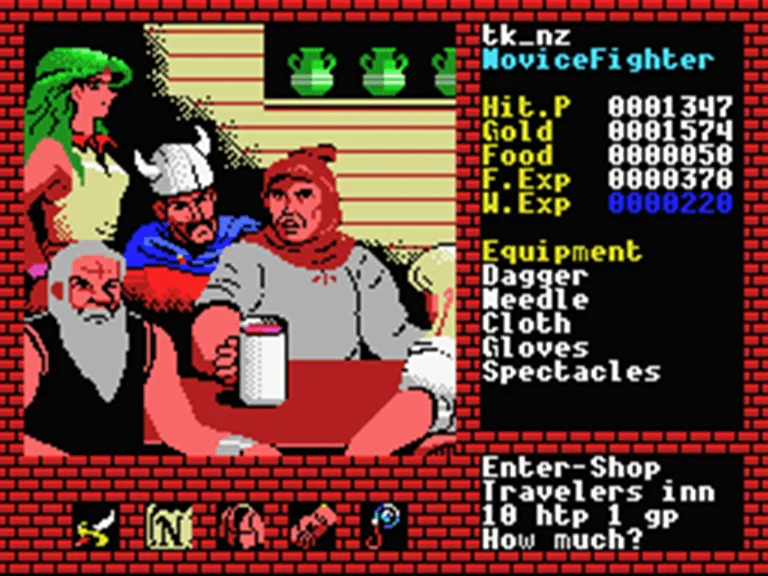 tk_nz
NoviceFighter
Hit.P 0001347
Gold 0001574
Food 0000050
F.Exp 0000370
W.Exp 0000220
Equipment
Dagger
Needle
Cloth
Gloves
Spectacles
Enter-Shop
Travelers inn
10 htp 1 gp
How much?
N